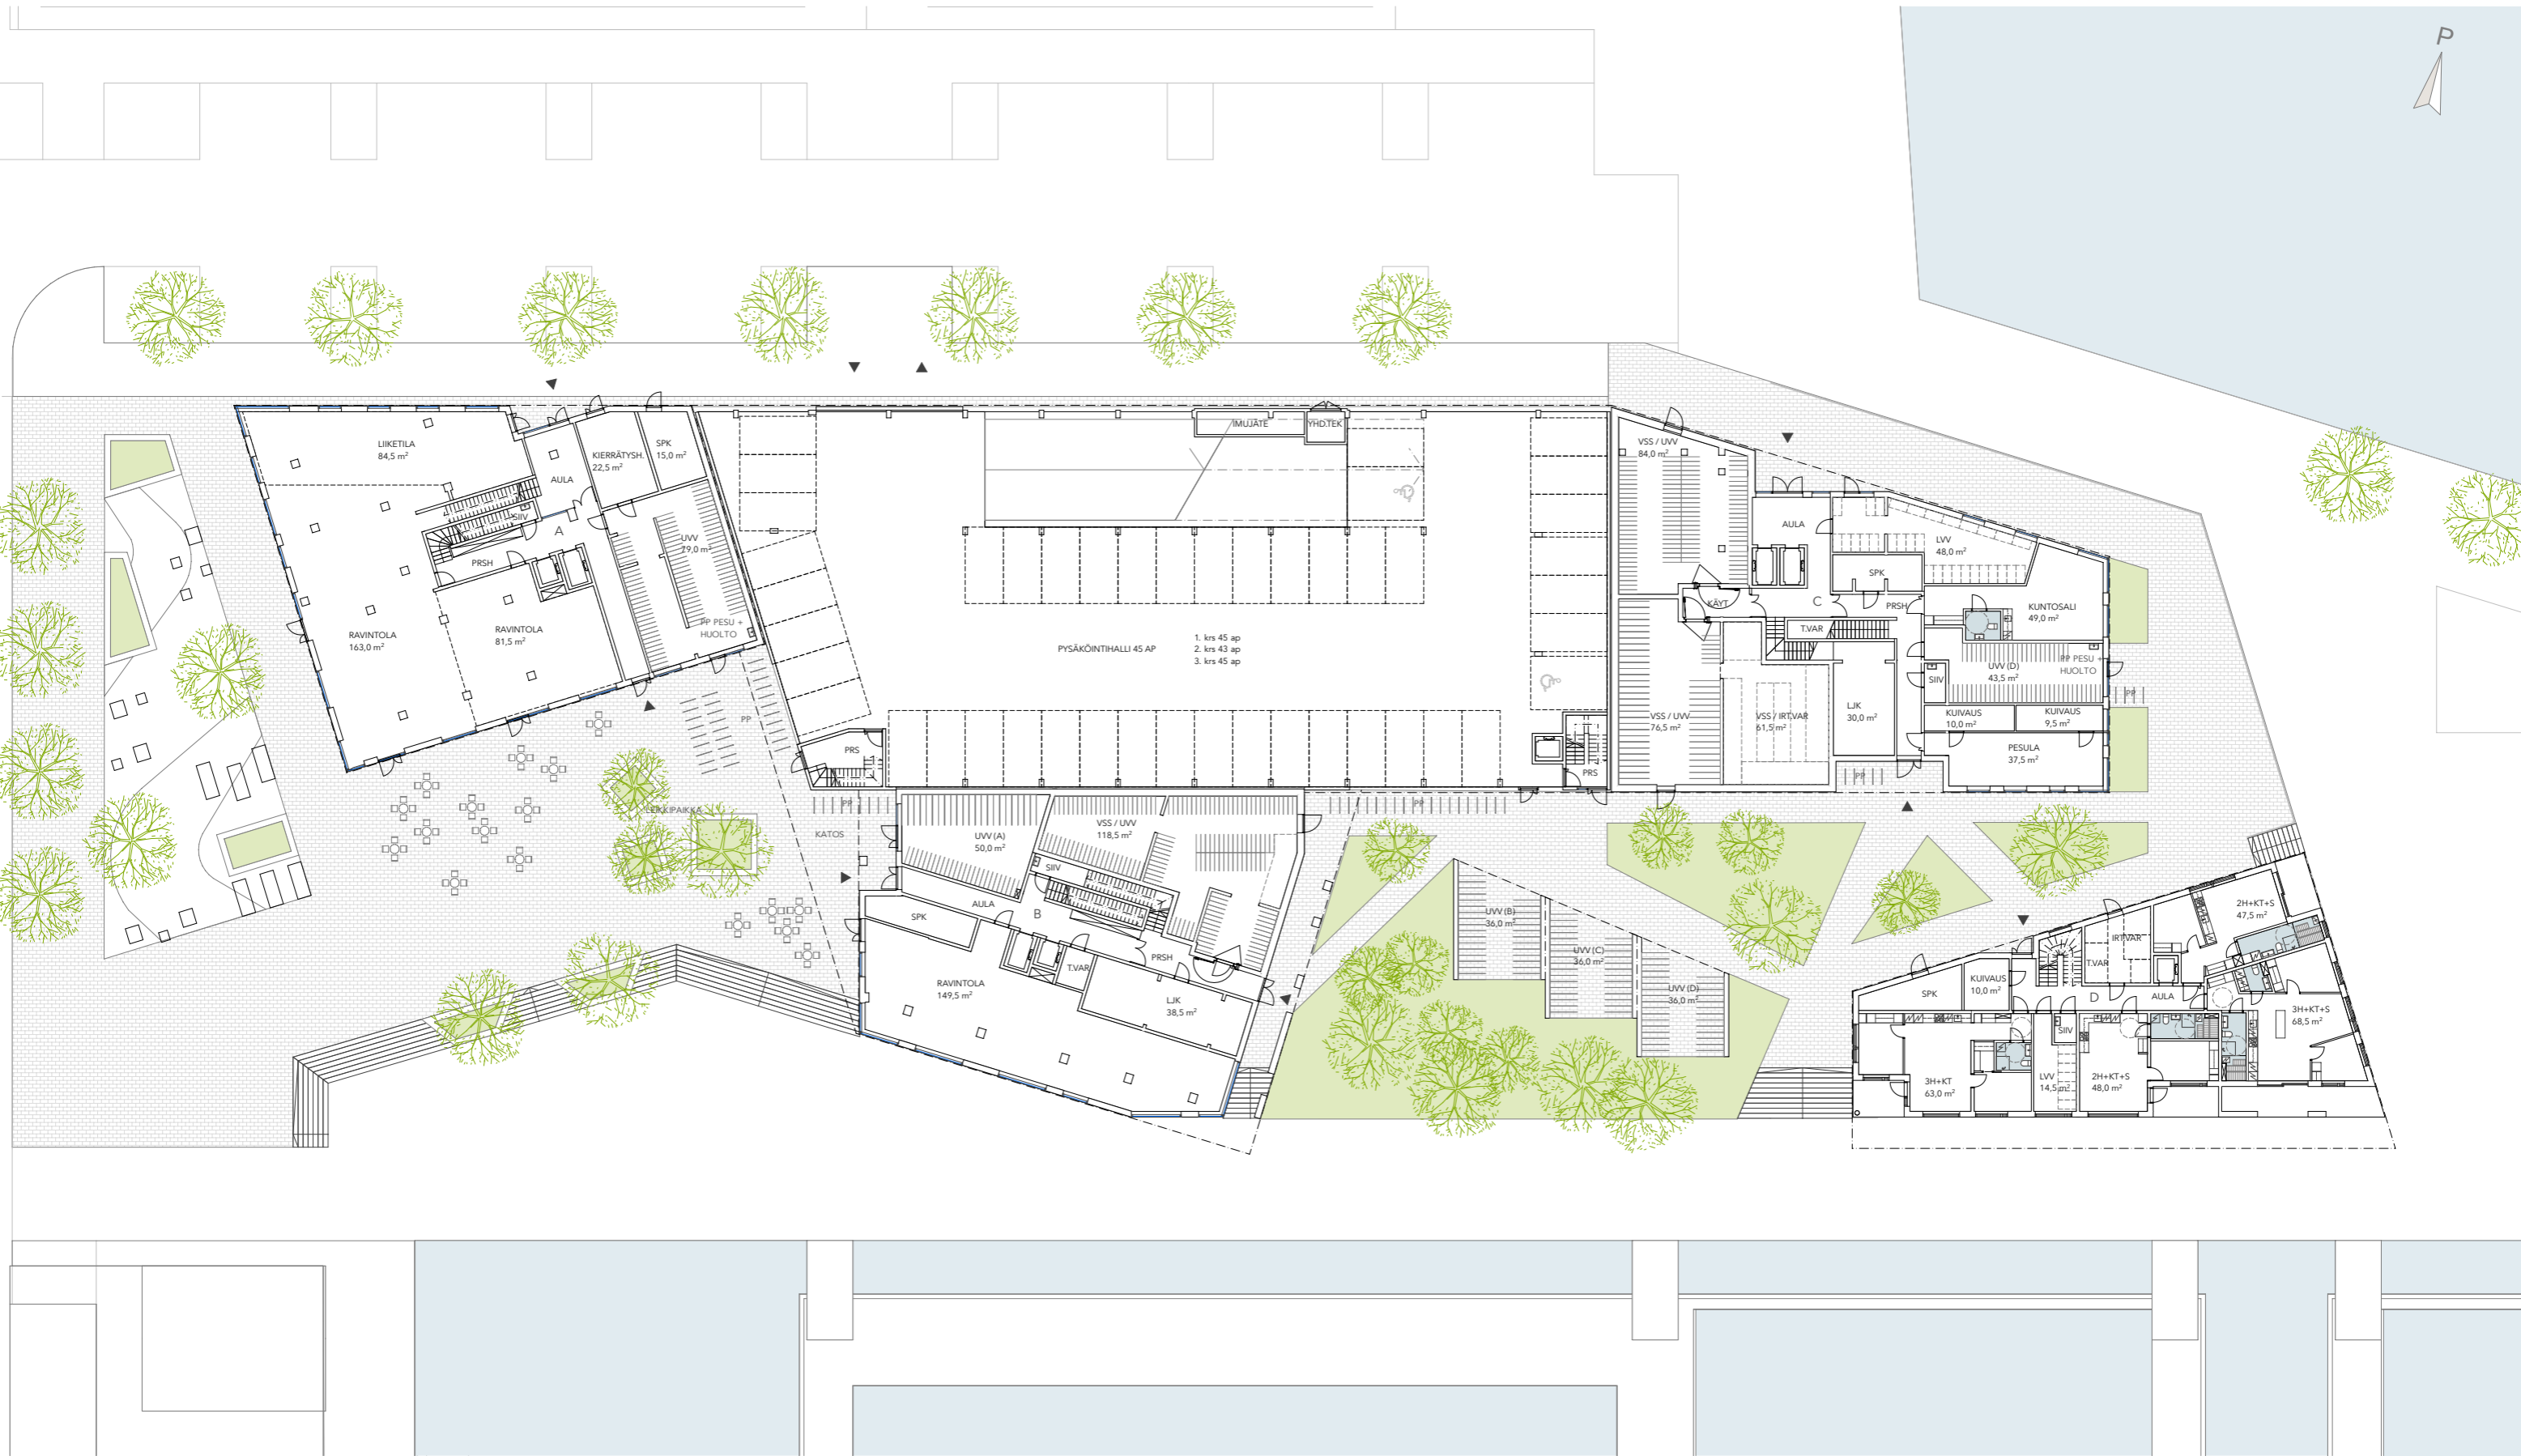 P
LIIKETILA
84,5 m²
KIERRÄTYSH.
22,5 m²
SPK
15,0 m²
AULA
SIIV
A
PRSH
UVV
79,0 m²
PP PESU +
HUOLTO
RAVINTOLA
163,0 m²
RAVINTOLA
81,5 m²
PP
IMUJÄTE
YHD.TEK
PYSÄKÖINTIHALLI 45 AP
1. krs 45 ap
2. krs 43 ap
3. krs 45 ap
PRS
PRS
VSS / UVV
84,0 m²
AULA
LVV
48,0 m²
SPK
KÄYT
C
PRSH
T.VAR
KUNTOSALI
49,0 m²
UVV (D)
43,5 m²
PP PESU +
HUOLTO
SIIV
PP
VSS / UVV
76,5 m²
VSS / IRT.VAR
61,5 m²
LJK
30,0 m²
KUIVAUS
10,0 m²
KUIVAUS
9,5 m²
PESULA
37,5 m²
PP
LEIKKIPAIKKA
PP
KATOS
PP
UVV (A)
50,0 m²
VSS / UVV
118,5 m²
SIIV
AULA
B
SPK
PRSH
T.VAR
RAVINTOLA
149,5 m²
LJK
38,5 m²
UVV (B)
36,0 m²
UVV (C)
36,0 m²
UVV (D)
36,0 m²
2H+KT+S
47,5 m²
IRT.VAR
T.VAR
KUIVAUS
10,0 m²
SPK
D
AULA
3H+KT+S
68,5 m²
SIIV
3H+KT
63,0 m²
LVV
14,5 m²
2H+KT+S
48,0 m²